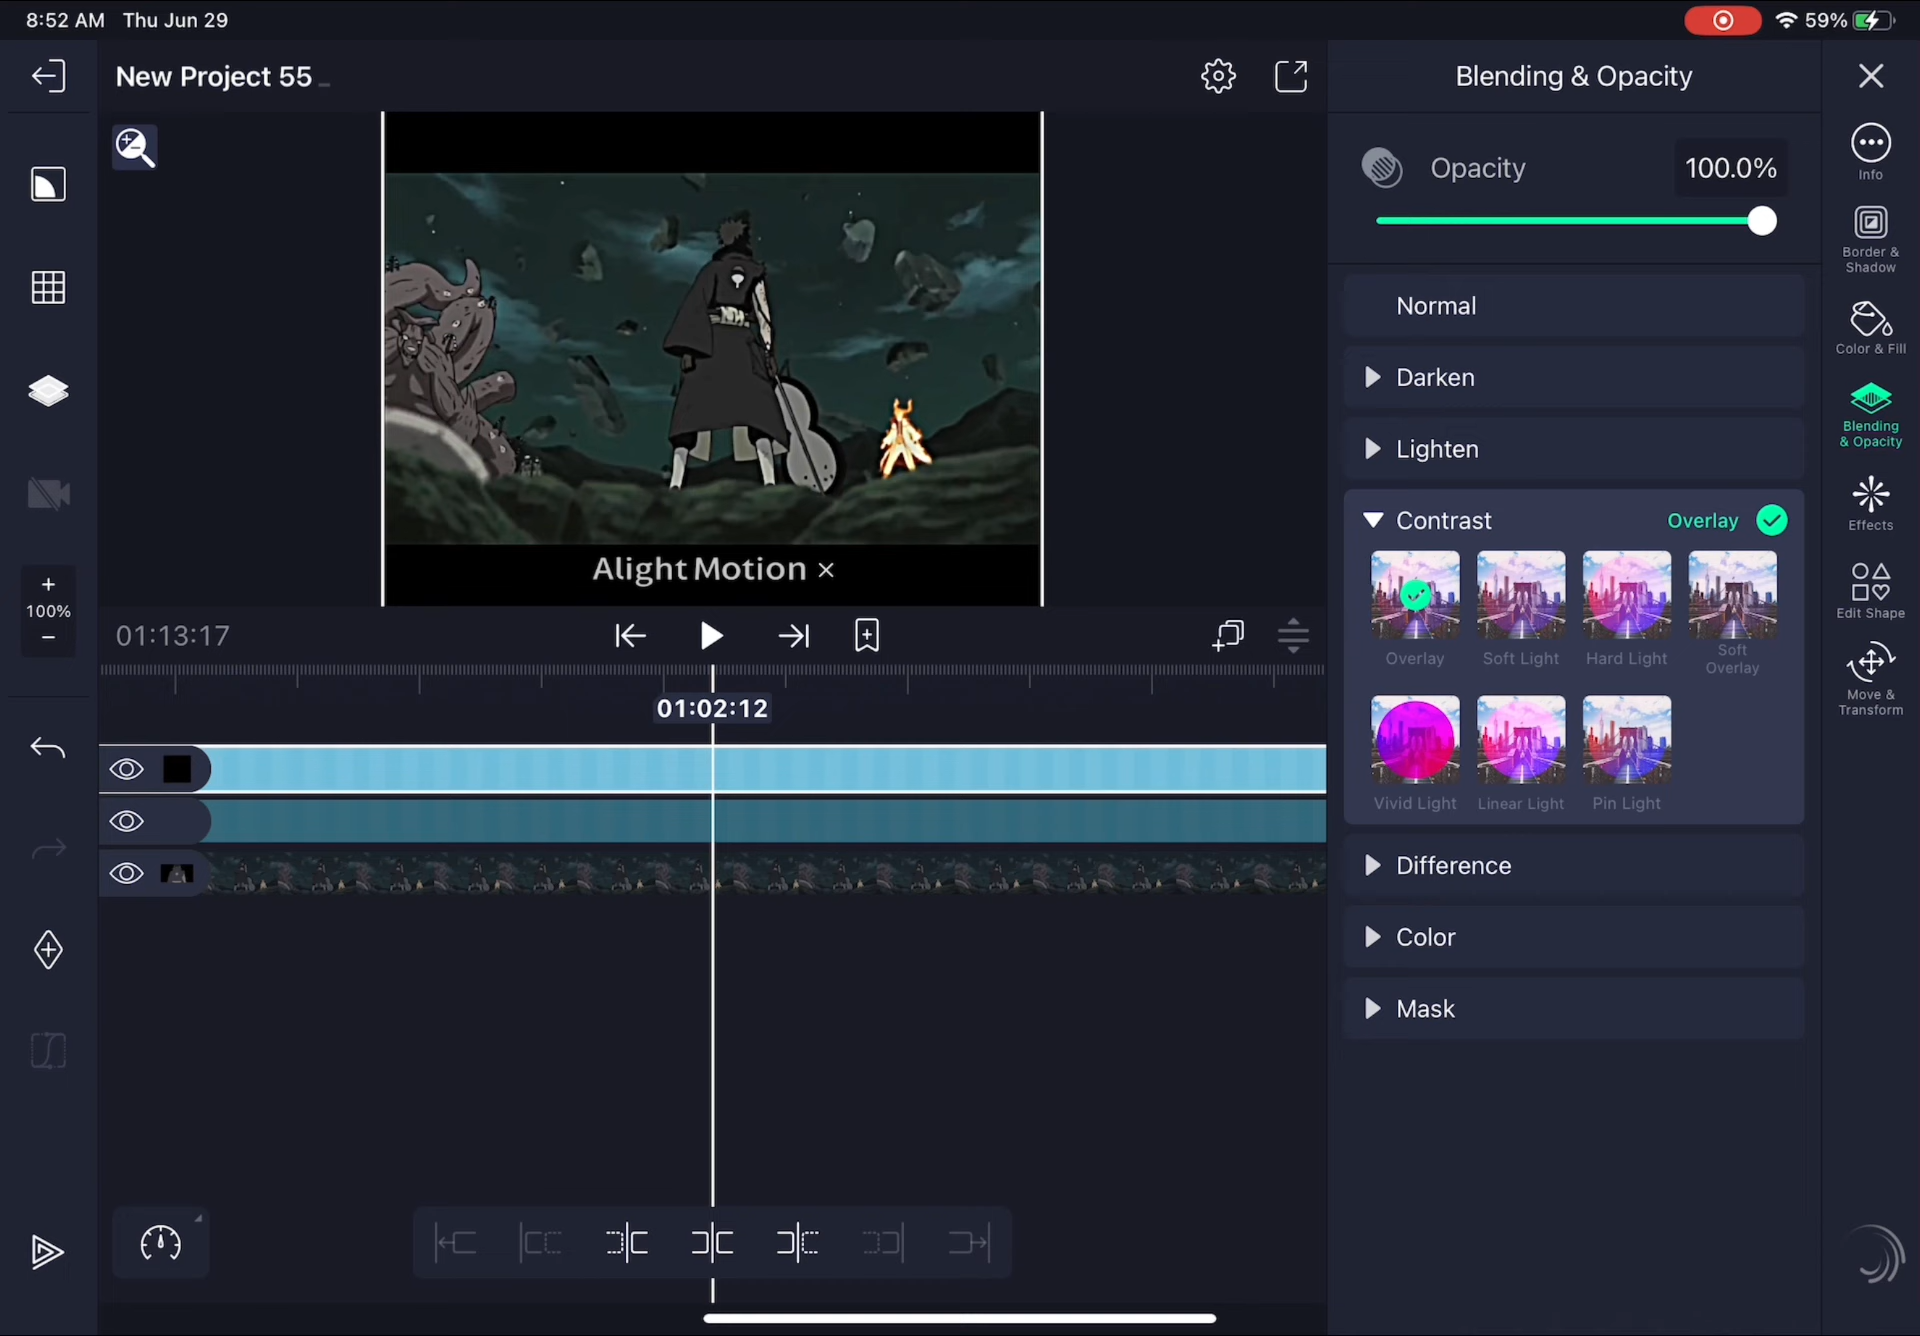 8:52 AM Thu Jun 29
59%
New Project 55
Blending & Opacity
Opacity 100.0%
Info
Border & Shadow
Color & Fill
Blending & Opacity
Effects
Edit Shape
Move & Transform
Normal
Darken
Lighten
Contrast Overlay
Overlay
Soft Light
Hard Light
Soft Overlay
Vivid Light
Linear Light
Pin Light
Difference
Color
Mask
Alight Motion ×
100%
01:13:17
01:02:12